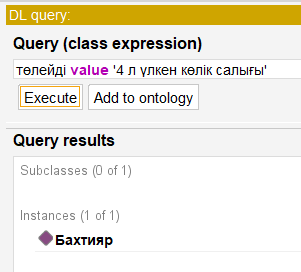 DL query:
Query (class expression)
төлейді value '4 л үлкен көлік салығы'
Execute Add to ontology
Query results
Subclasses (0 of 1)
Instances (1 of 1)
Бахтияр